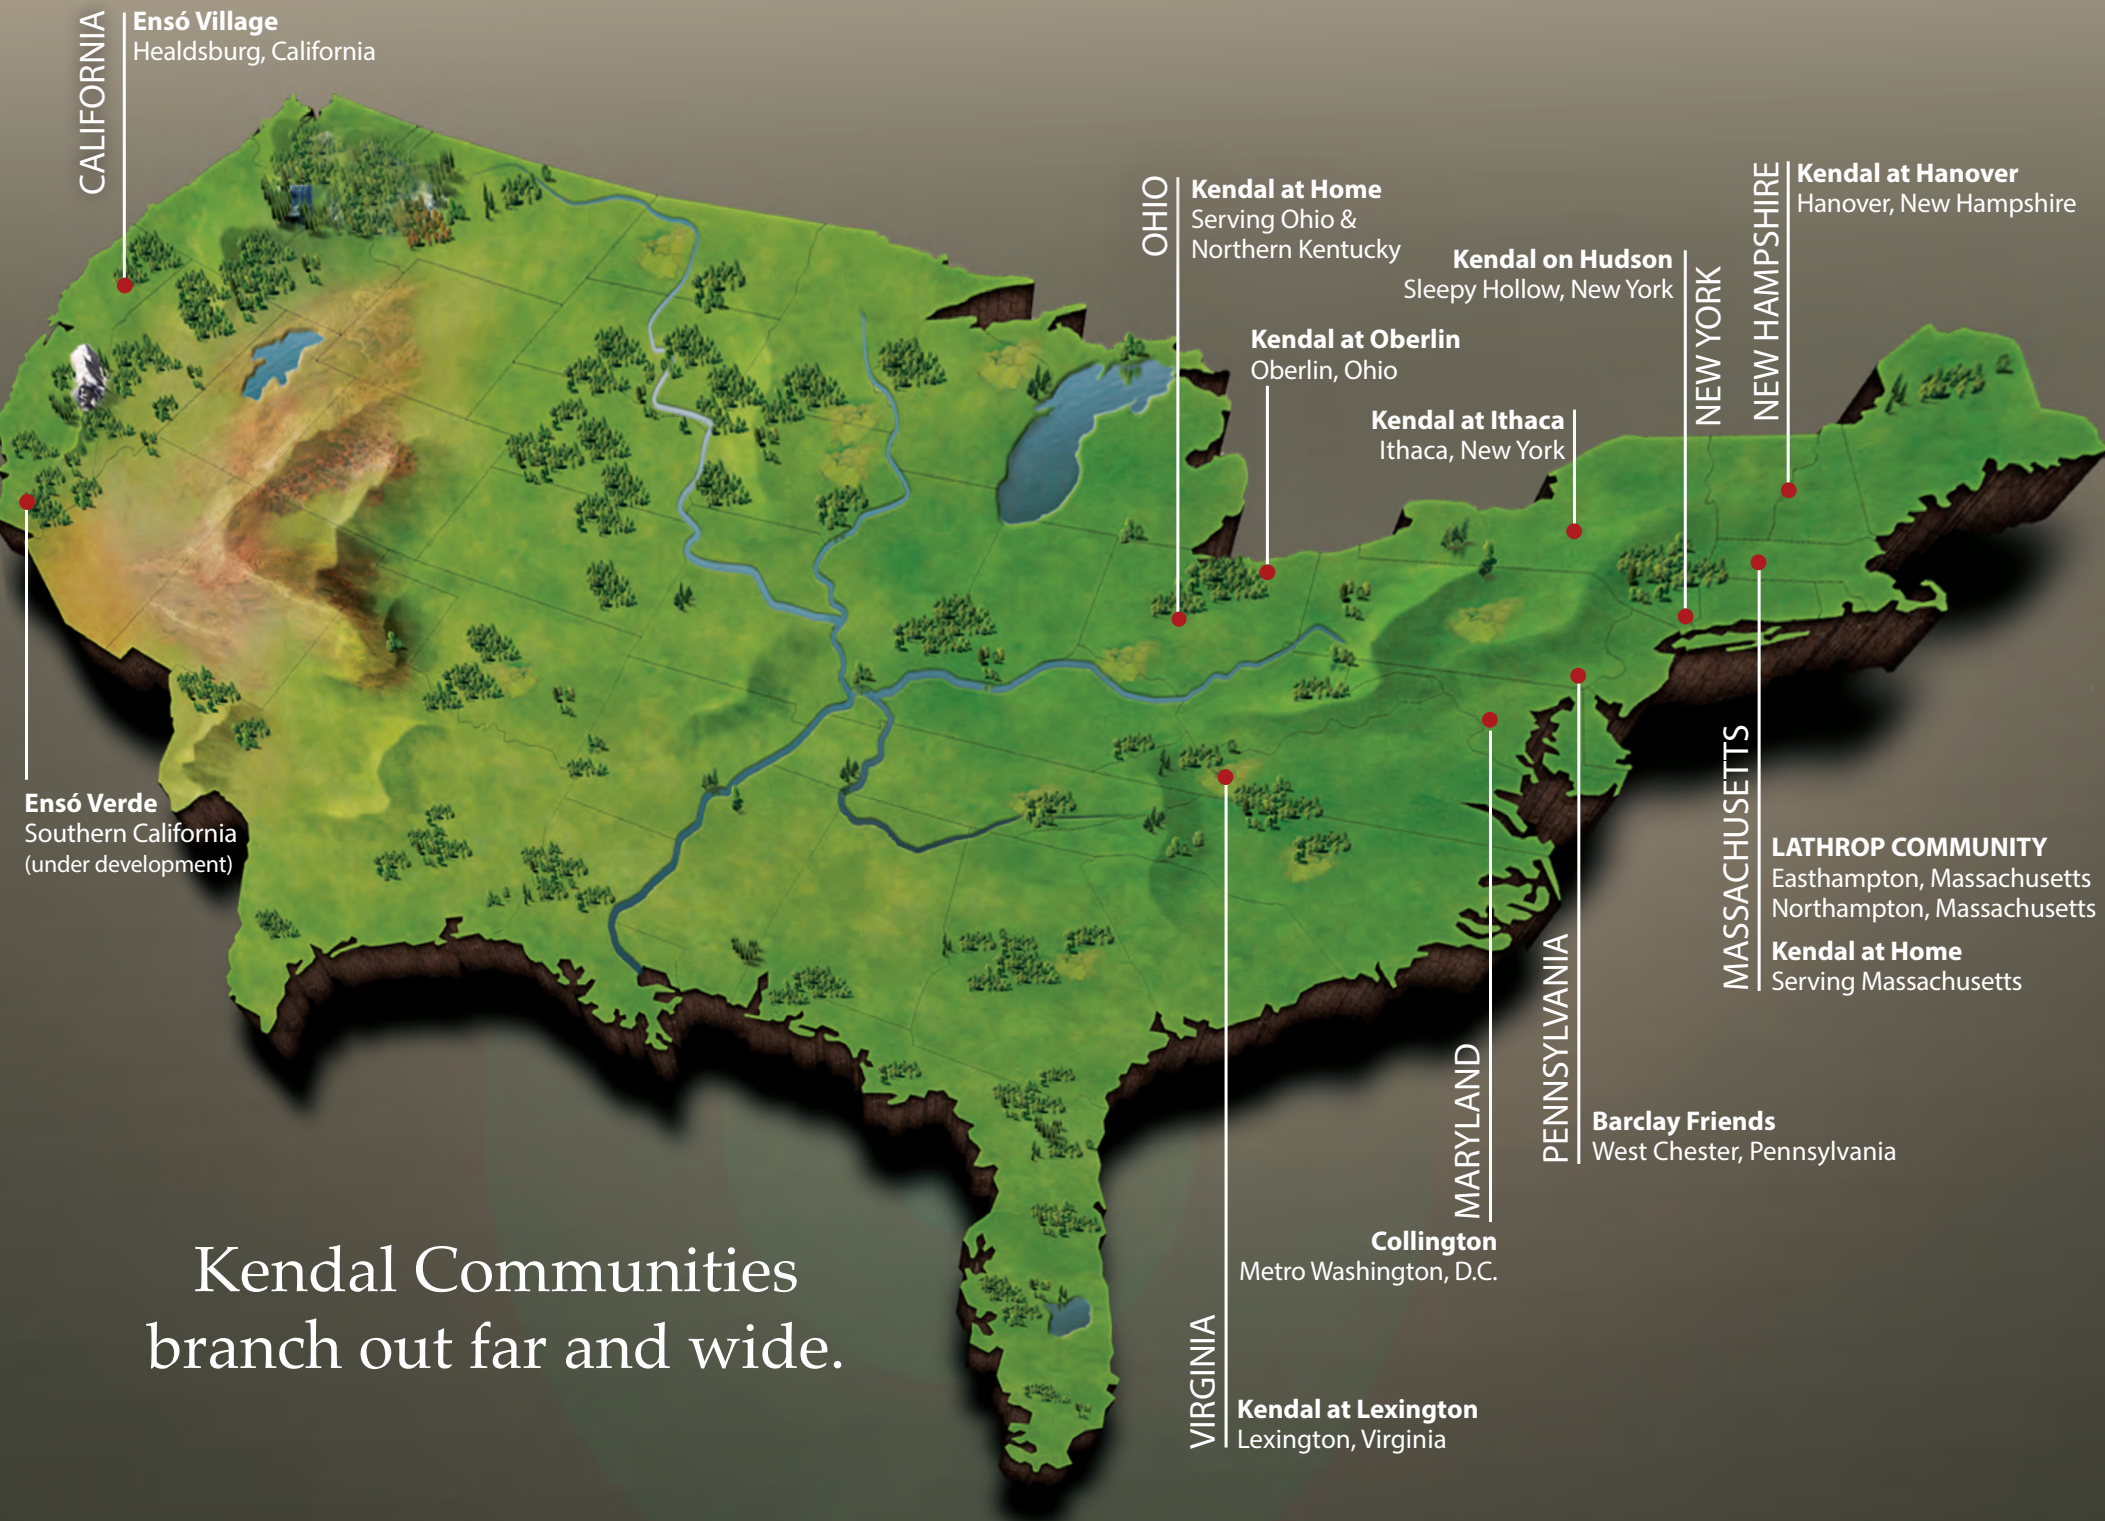 CALIFORNIA
Ensó Village
Healdsburg, California
OHIO
Kendal at Home
Serving Ohio &
Northern Kentucky
Kendal at Oberlin
Oberlin, Ohio
Kendal on Hudson
Sleepy Hollow, New York
NEW YORK
Kendal at Ithaca
Ithaca, New York
NEW HAMPSHIRE
Kendal at Hanover
Hanover, New Hampshire
Ensó Verde
Southern California
(under development)
MASSACHUSETTS
LATHROP COMMUNITY
Easthampton, Massachusetts
Northampton, Massachusetts
Kendal at Home
Serving Massachusetts
PENNSYLVANIA
Barclay Friends
West Chester, Pennsylvania
MARYLAND
Collington
Metro Washington, D.C.
VIRGINIA
Kendal at Lexington
Lexington, Virginia
Kendal Communities
branch out far and wide.